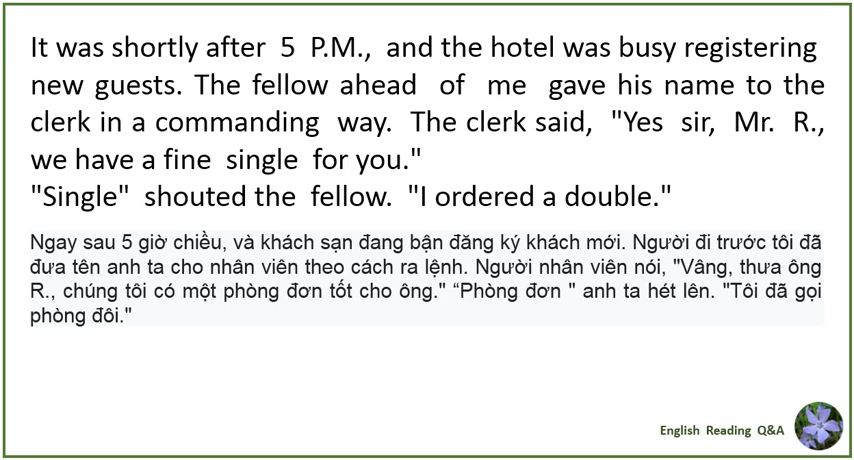 It was shortly after 5 P.M., and the hotel was busy registering
new guests. The fellow ahead of me gave his name to the
clerk in a commanding way. The clerk said, "Yes sir, Mr. R.,
we have a fine single for you."
"Single" shouted the fellow. "I ordered a double."
Ngay sau 5 giờ chiều, và khách sạn đang bận đăng ký khách mới. Người đi trước tôi đã
đưa tên anh ta cho nhân viên theo cách ra lệnh. Người nhân viên nói, "Vâng, thưa ông
R., chúng tôi có một phòng đơn tốt cho ông." “Phòng đơn " anh ta hét lên. "Tôi đã gọi
phòng đôi."
English Reading Q&A